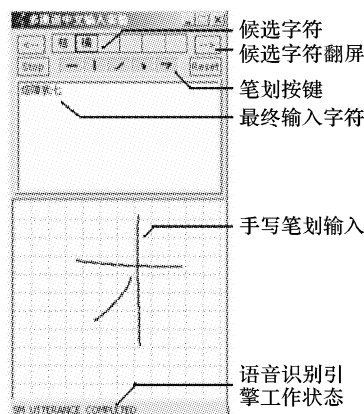 候选字符
<--
-->
候选字符翻屏
Stop
Reset
笔划按键
最终输入字符
手写笔划输入
语音识别引
擎工作状态
SM UTTERANCE COMPLETED